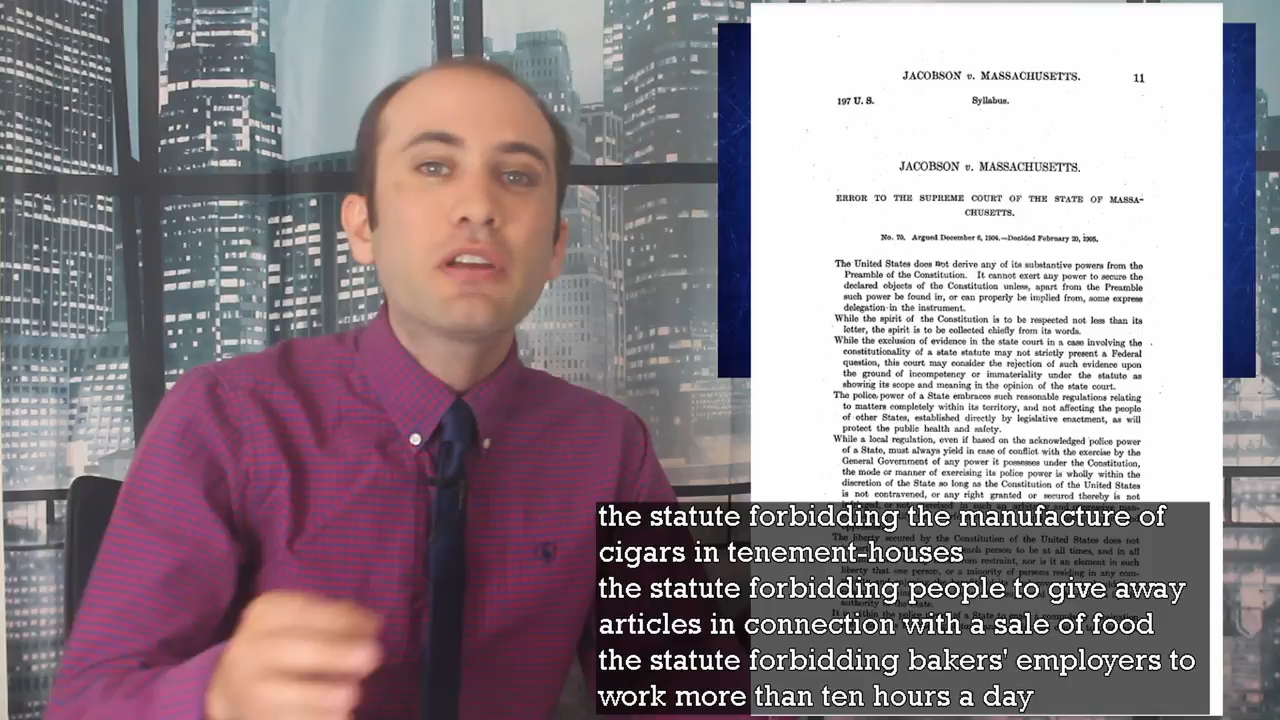 JACOBSON v. MASSACHUSETTS. 11
197 U. S. Syllabus.
JACOBSON v. MASSACHUSETTS.
ERROR TO THE SUPREME COURT OF THE STATE OF MASSA-
CHUSETTS.
No. 70. Argued December 6, 1904.—Decided February 20, 1905.
The United States does not derive any of its substantive powers from the
Preamble of the Constitution. It cannot exert any power to secure the
declared objects of the Constitution unless, apart from the Preamble
such power be found in, or can properly be implied from, some express
delegation in the instrument.
While the spirit of the Constitution is to be respected not less than its
letter, the spirit is to be collected chiefly from its words.
While the exclusion of evidence in the state court in a case involving the
constitutionality of a state statute may not strictly present a Federal
question, this court may consider the rejection of such evidence upon
the ground of incompetency or immateriality under the statute as
showing its scope and meaning in the opinion of the state court.
The police power of a State embraces such reasonable regulations relating
to matters completely within its territory, and not affecting the people
of other States, established directly by legislative enactment, as will
protect the public health and safety.
While a local regulation, even if based on the acknowledged police power
of a State, must always yield in case of conflict with the exercise by the
General Government of any power it possesses under the Constitution,
the mode or manner of exercising its police power is wholly within the
discretion of the State so long as the Constitution of the United States
is not contravened, or any right granted or secured thereby is not
the statute forbidding the manufacture of
cigars in tenement-houses
the statute forbidding people to give away
articles in connection with a sale of food
the statute forbidding bakers' employers to
work more than ten hours a day